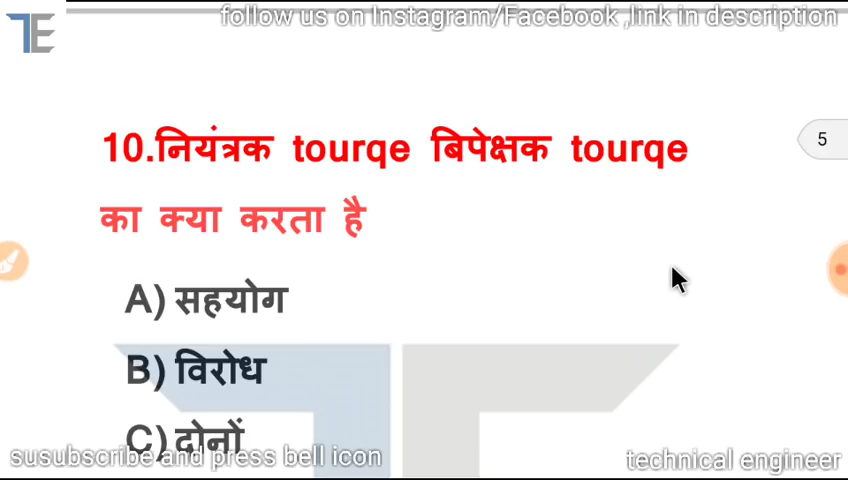 follow us on Instagram/Facebook ,link in description
TE
10.नियंत्रक tourqe बिपेक्षक tourqe
5
का क्या करता है
A) सहयोग
B) विरोध
C) दोनों
susubscribe and press bell icon
technical engineer